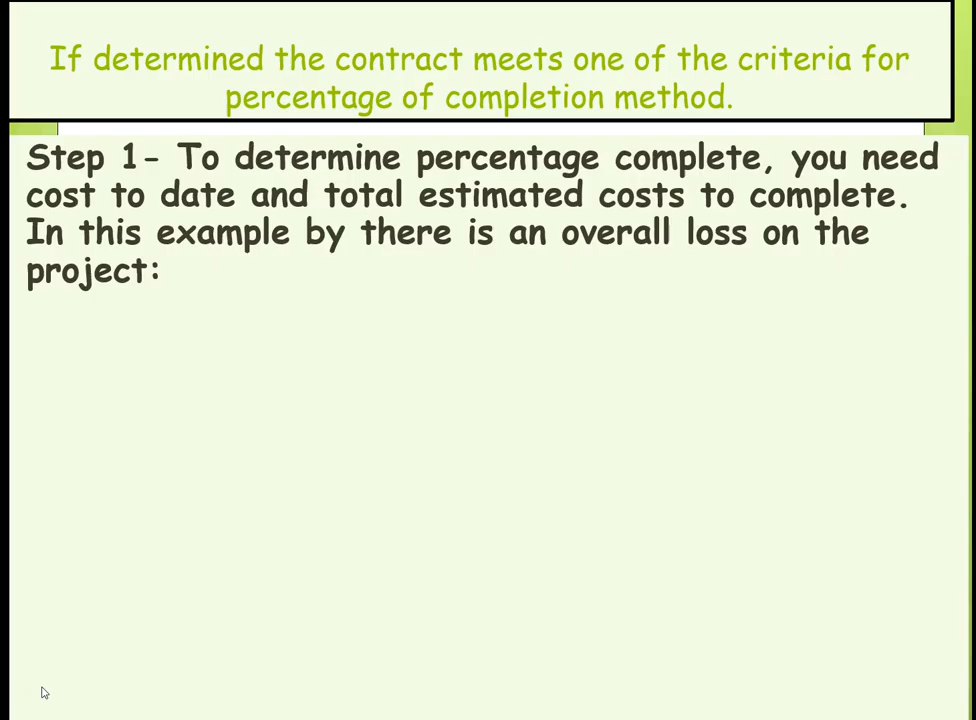 If determined the contract meets one of the criteria for
percentage of completion method.
Step 1- To determine percentage complete, you need
cost to date and total estimated costs to complete.
In this example by there is an overall loss on the
project: